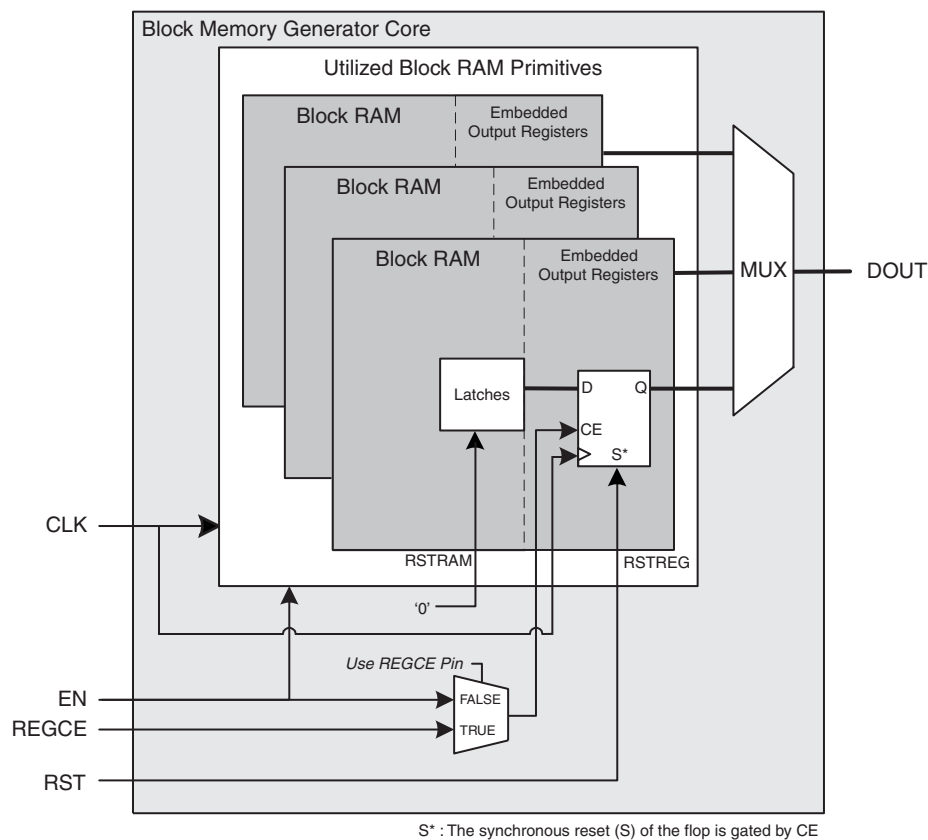 Block Memory Generator Core
Utilized Block RAM Primitives
Block RAM
Embedded
Output Registers
Block RAM
Embedded
Output Registers
Block RAM
Embedded
Output Registers
MUX
DOUT
Latches
D
Q
CE
S*
CLK
RSTRAM
RSTREG
‘0’
Use REGCE Pin
EN
FALSE
REGCE
TRUE
RST
S* : The synchronous reset (S) of the flop is gated by CE